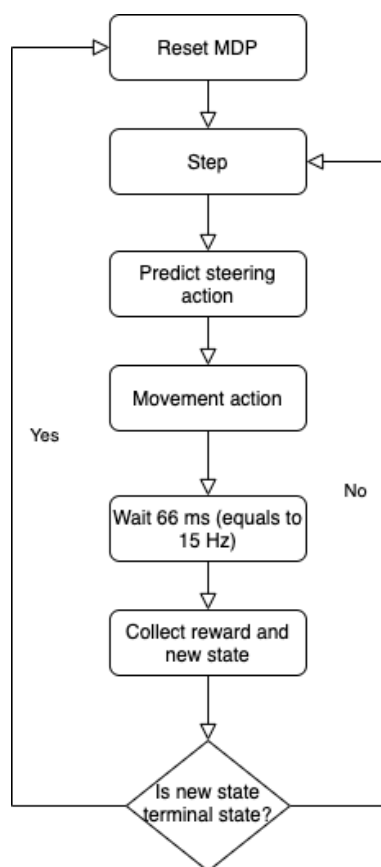 Reset MDP
Step
Predict steering
action
Movement action
Yes
No
Wait 66 ms (equals to
15 Hz)
Collect reward and
new state
Is new state
terminal state?